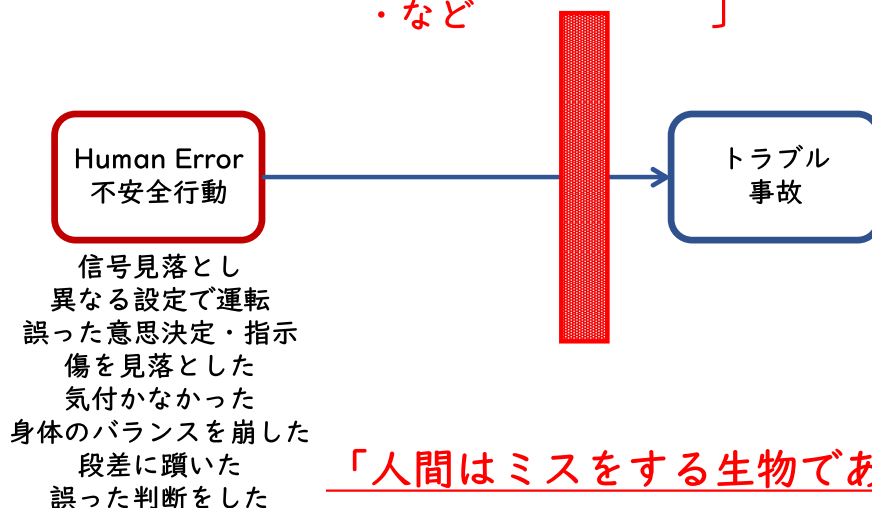 ・など 」
Human Error
不安全行動
トラブル
事故
信号見落とし
異なる設定で運転
誤った意思決定・指示
傷を見落とした
気付かなかった
身体のバランスを崩した
段差に躓いた
誤った判断をした
「人間はミスをする生物であ